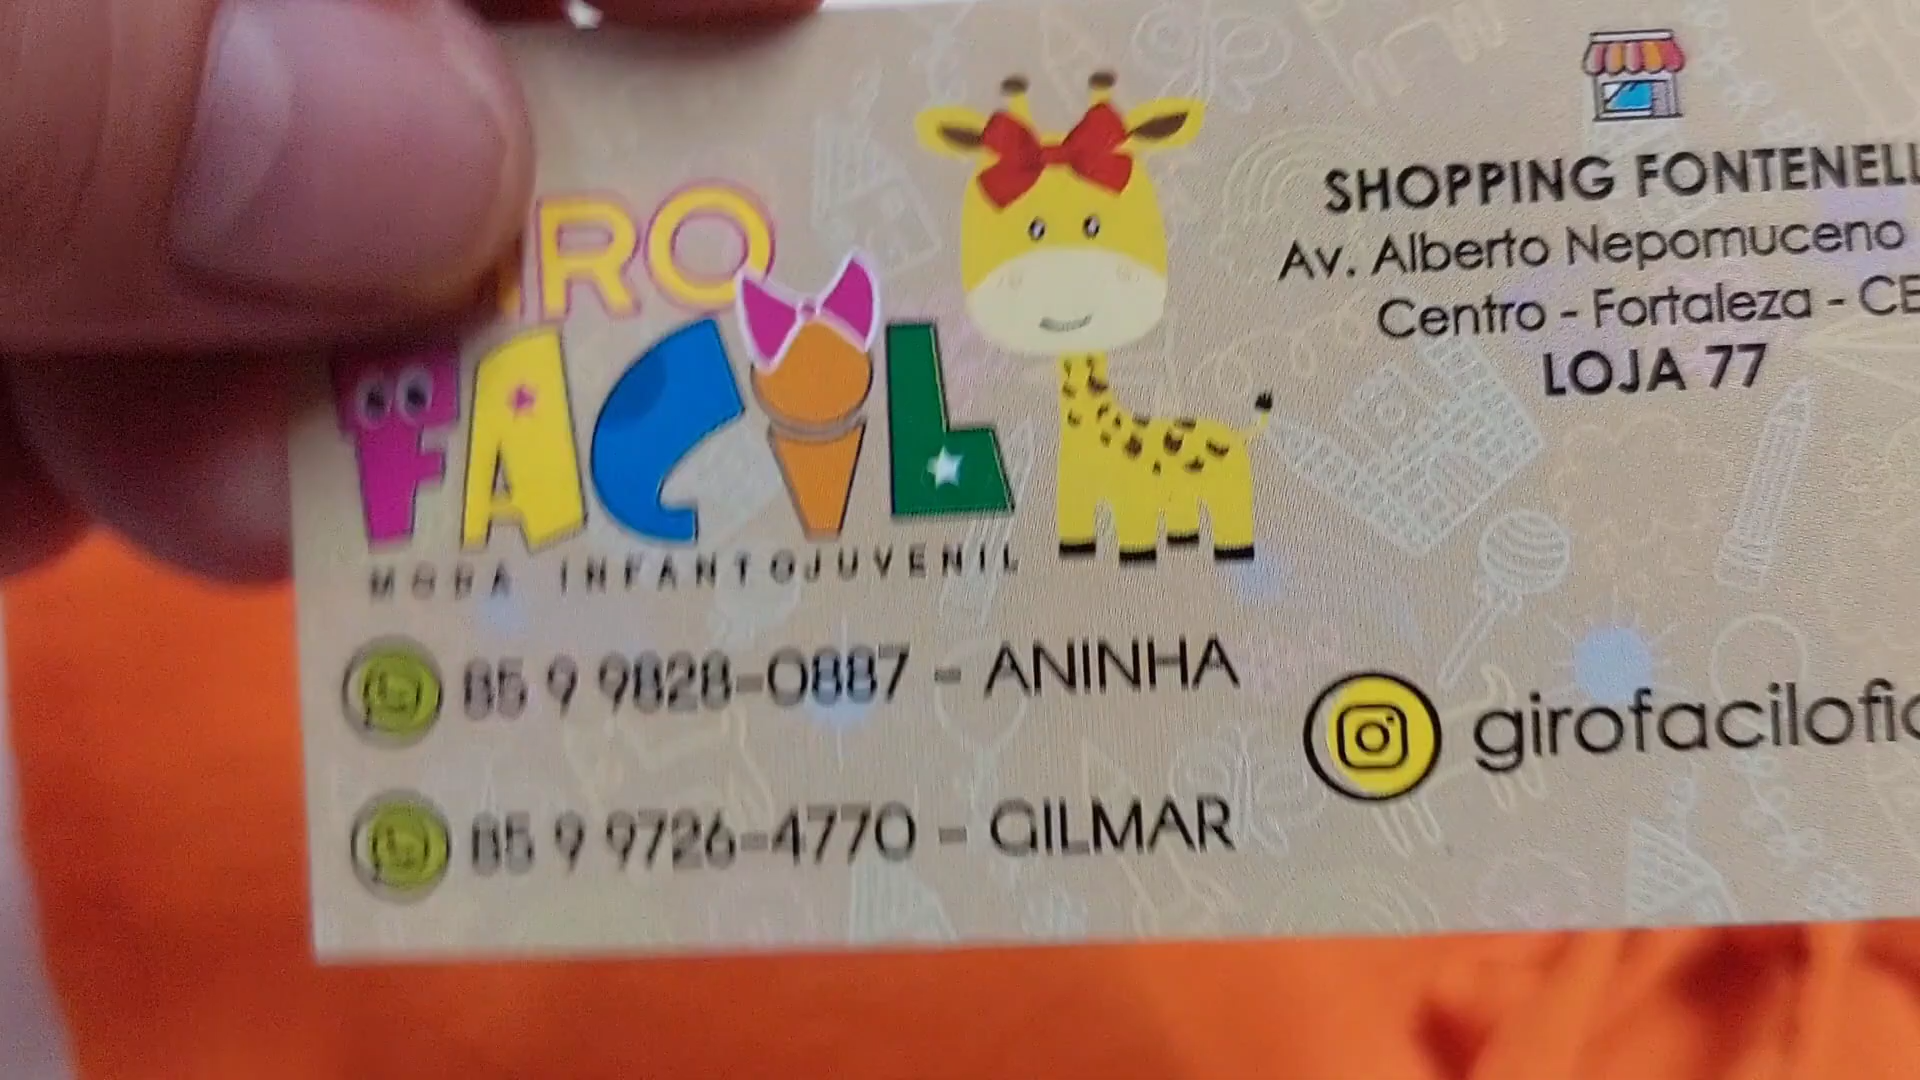 IRO
FACIL
MODA INFANTOJUVENIL
85 9 9828-0887 - ANINHA
85 9 9726-4770 - GILMAR
SHOPPING FONTENELL
Av. Alberto Nepomuceno
Centro - Fortaleza - CE
LOJA 77
girofacilofic